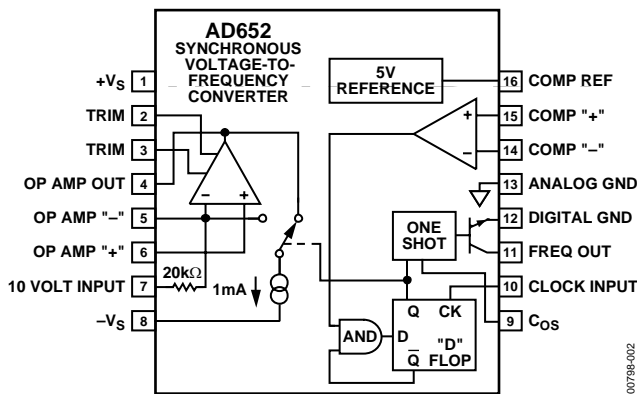 AD652
SYNCHRONOUS
VOLTAGE-TO-
FREQUENCY
CONVERTER
5V
REFERENCE
+VS 1
TRIM 2
TRIM 3
OP AMP OUT 4
OP AMP "–" 5
OP AMP "+" 6
10 VOLT INPUT 7
–VS 8
16 COMP REF
15 COMP "+"
14 COMP "–"
13 ANALOG GND
12 DIGITAL GND
11 FREQ OUT
10 CLOCK INPUT
9 COS
+
–
– +
20kΩ
1mA
ONE
SHOT
AND
Q CK
D "D"
Q̅ FLOP
00798-002